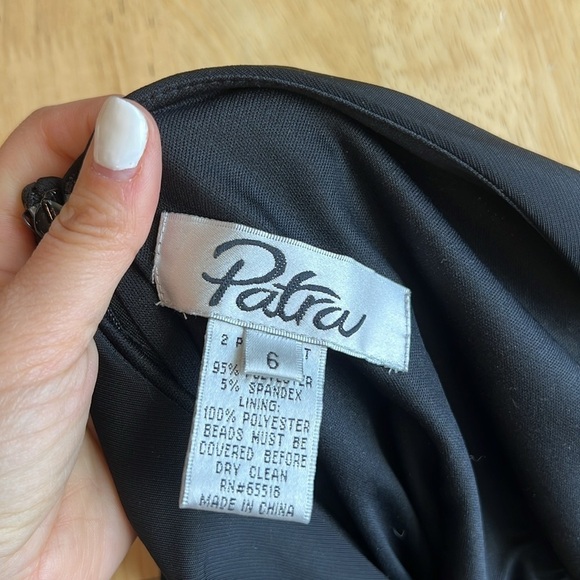 Patra
6
2 P T
95% POLYESTER
5% SPANDEX
LINING:
100% POLYESTER
BEADS MUST BE
COVERED BEFORE
DRY CLEAN
RN#65518
MADE IN CHINA